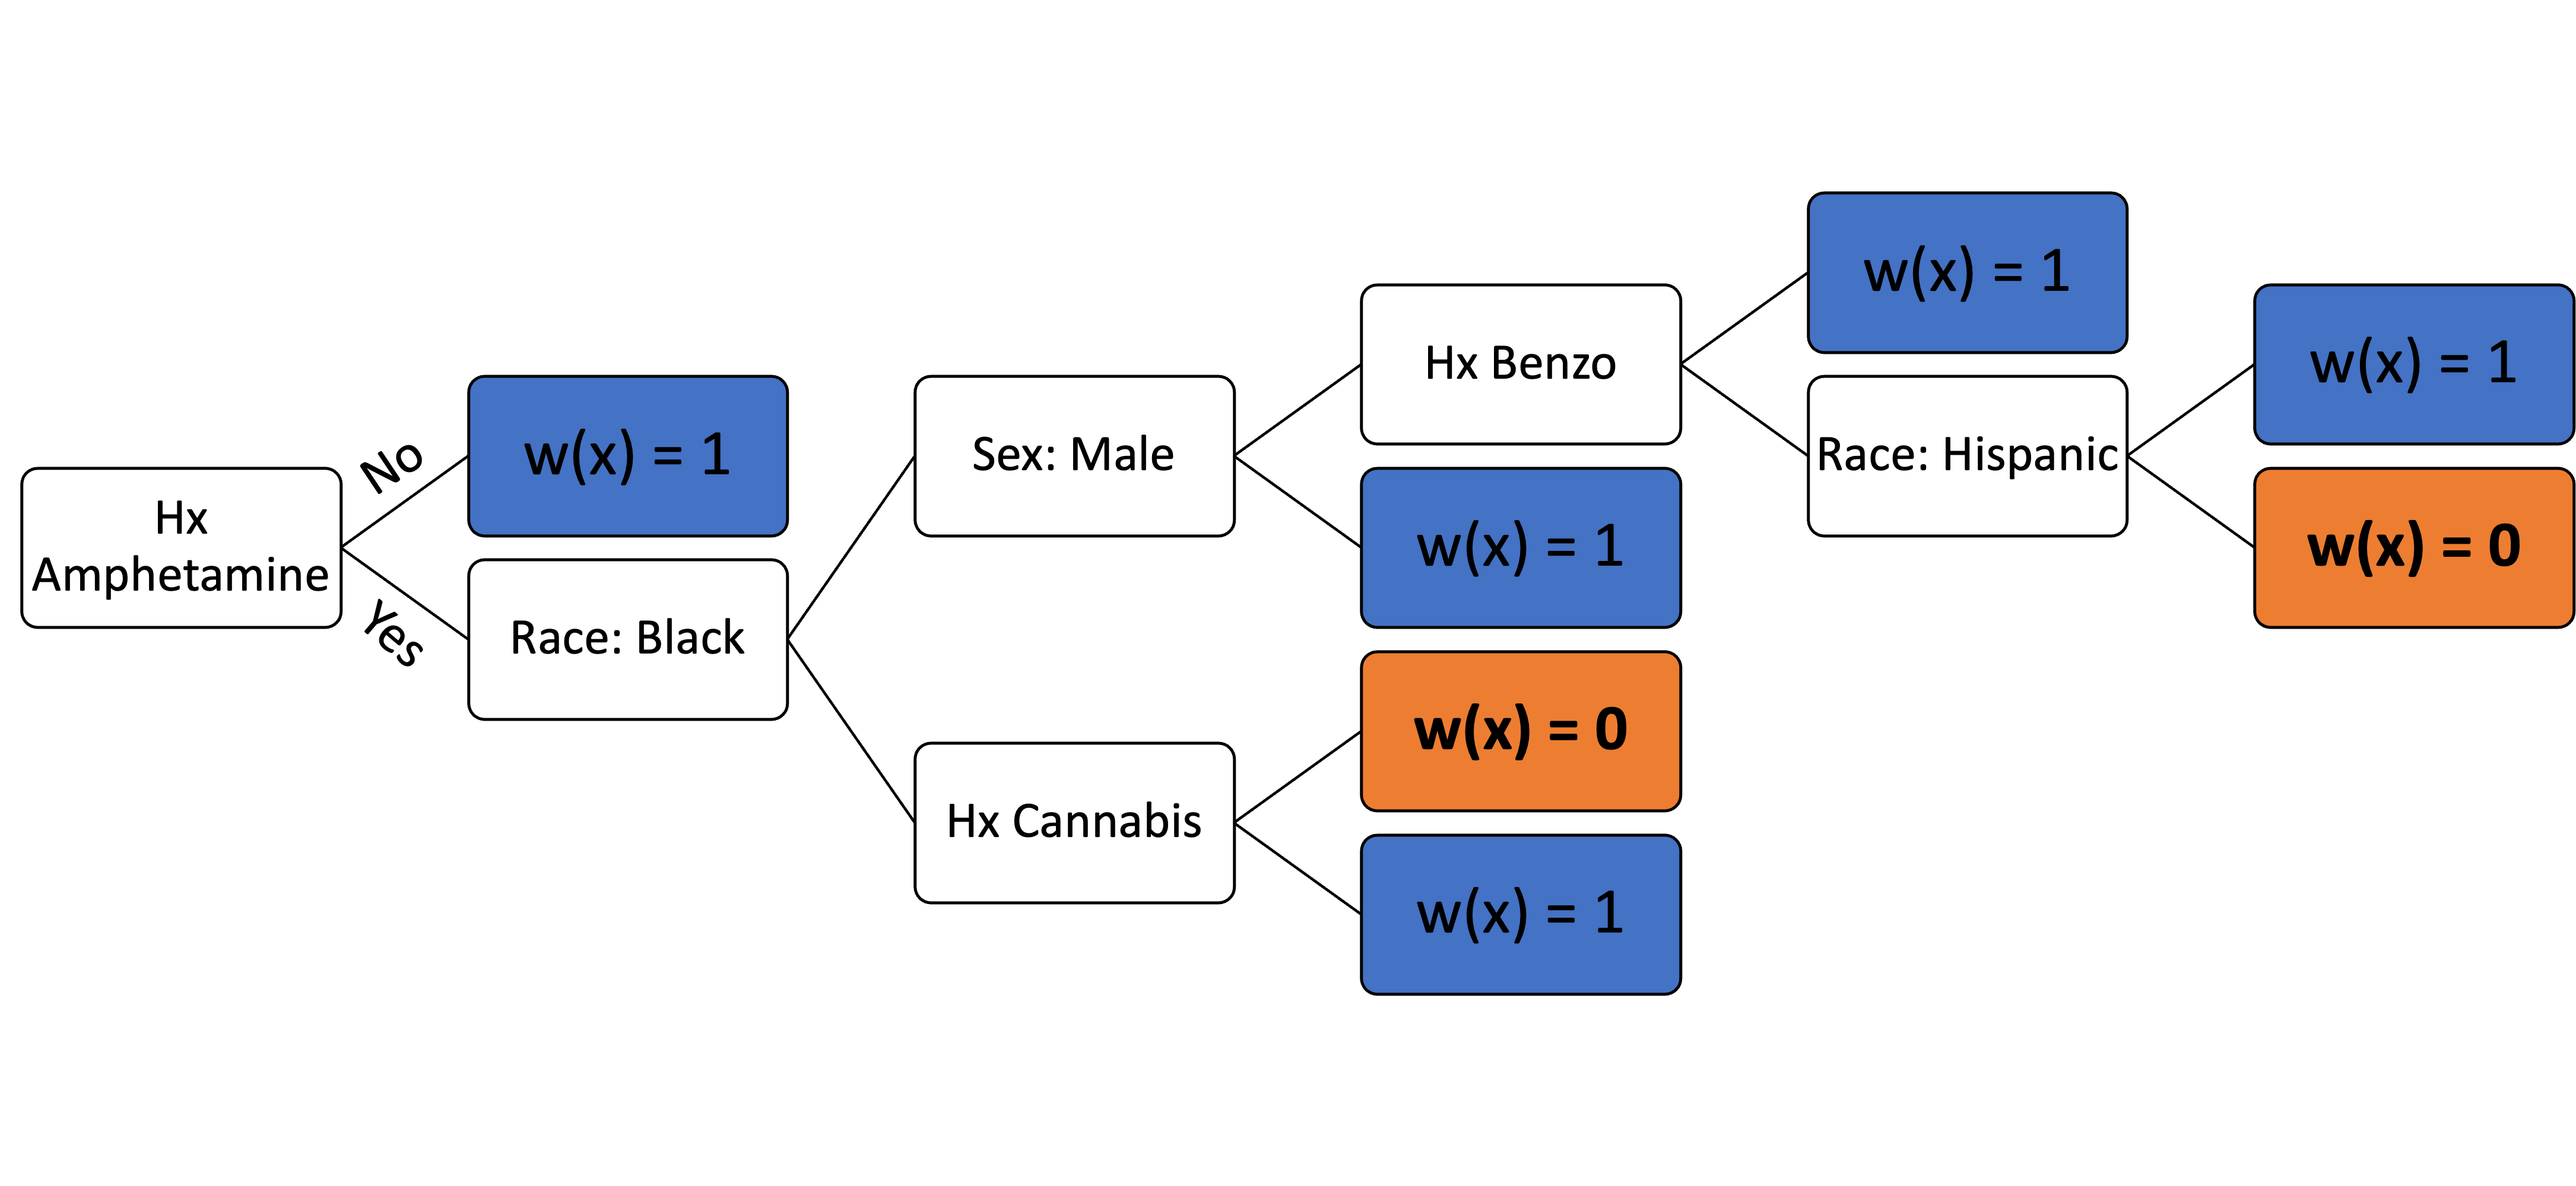 Hx
Amphetamine
No
Yes
w(x) = 1
Race: Black
Sex: Male
Hx Cannabis
Hx Benzo
w(x) = 1
w(x) = 0
w(x) = 1
w(x) = 1
Race: Hispanic
w(x) = 1
w(x) = 0